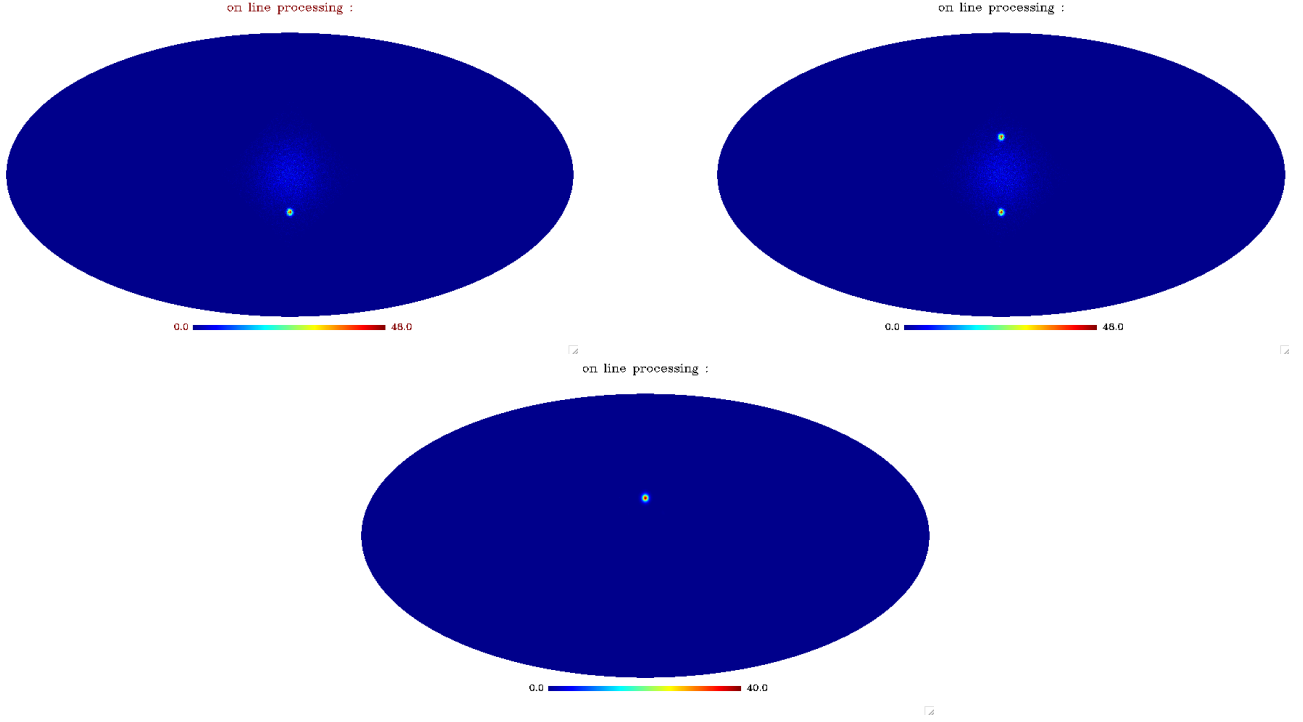 on line processing :
on line processing :
0.0 48.0
0.0 48.0
on line processing :
0.0 40.0